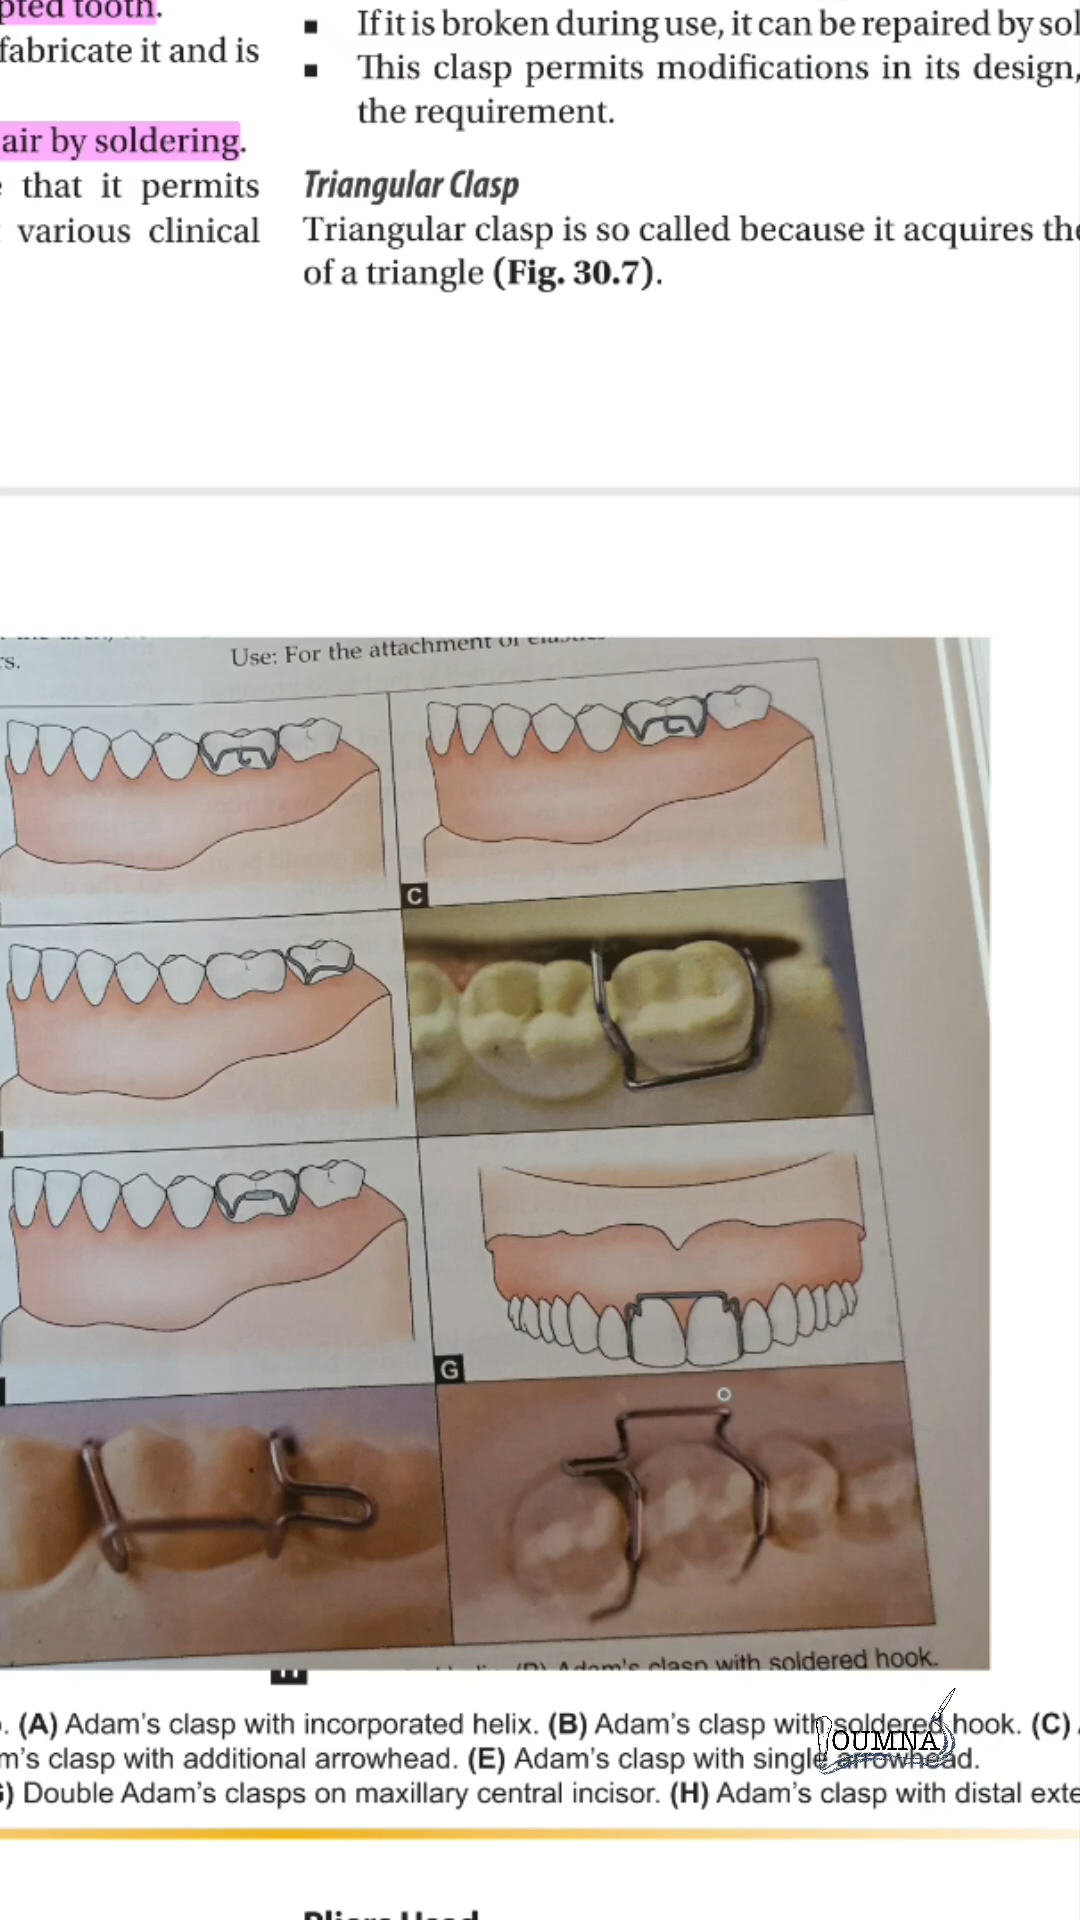 pted tooth.
fabricate it and is
air by soldering.
that it permits
various clinical
If it is broken during use, it can be repaired by sol
This clasp permits modifications in its design,
the requirement.
Triangular Clasp
Triangular clasp is so called because it acquires the
of a triangle (Fig. 30.7).
rs.
Use: For the attachment of
C
G
Adam's clasp with soldered hook.
. (A) Adam's clasp with incorporated helix. (B) Adam's clasp with soldered hook. (C)
m's clasp with additional arrowhead. (E) Adam's clasp with single arrowhead.
) Double Adam's clasps on maxillary central incisor. (H) Adam's clasp with distal exte
OUMNA